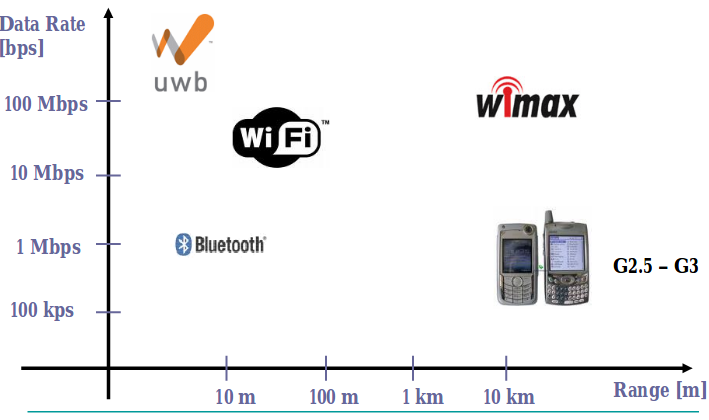 Data Rate
[bps]
uwb
™
100 Mbps
wimax
WiFi™
10 Mbps
1 Mbps
Bluetooth®
G2.5 – G3
100 kps
10 m
100 m
1 km
10 km
Range [m]